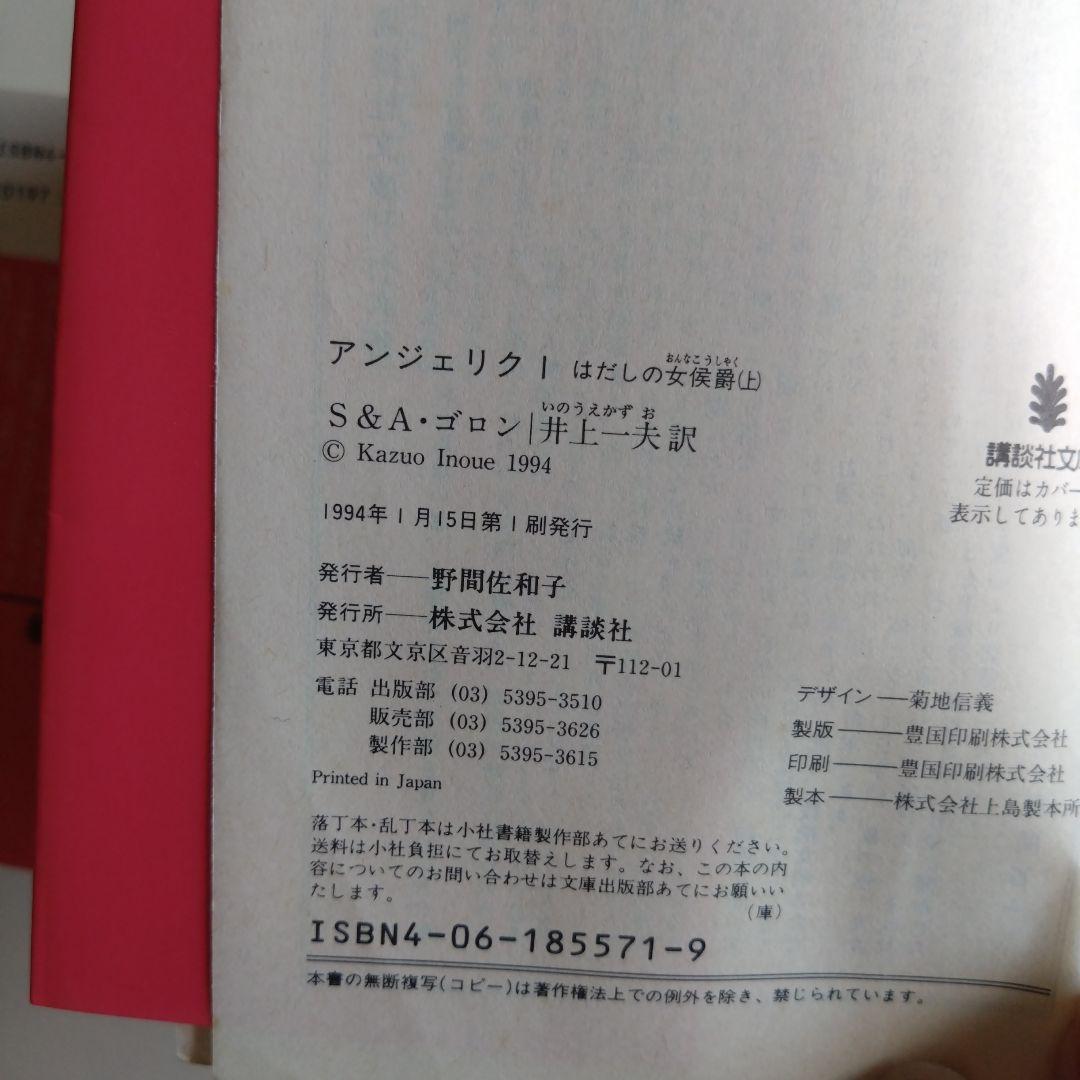 アンジェリク1 はだしの女侯爵(上)
おんなこうしゃく
S&A・ゴロン|井上一夫訳
いのうえかずお
© Kazuo Inoue 1994
1994年1月15日第1刷発行
発行者——野間佐和子
発行所——株式会社 講談社
東京都文京区音羽2-12-21 〒112-01
電話 出版部 (03) 5395-3510
販売部 (03) 5395-3626
製作部 (03) 5395-3615
Printed in Japan
講談社文
定価はカバー
表示してありま
デザイン—菊地信義
製版———豊国印刷株式会社
印刷———豊国印刷株式会社
製本———株式会社上島製本所
落丁本・乱丁本は小社書籍製作部あてにお送りください。
送料は小社負担にてお取替えします。なお、この本の内
容についてのお問い合わせは文庫出版部あてにお願いい
たします。
(庫)
ISBN4-06-185571-9
本書の無断複写(コピー)は著作権法上での例外を除き、禁じられています。